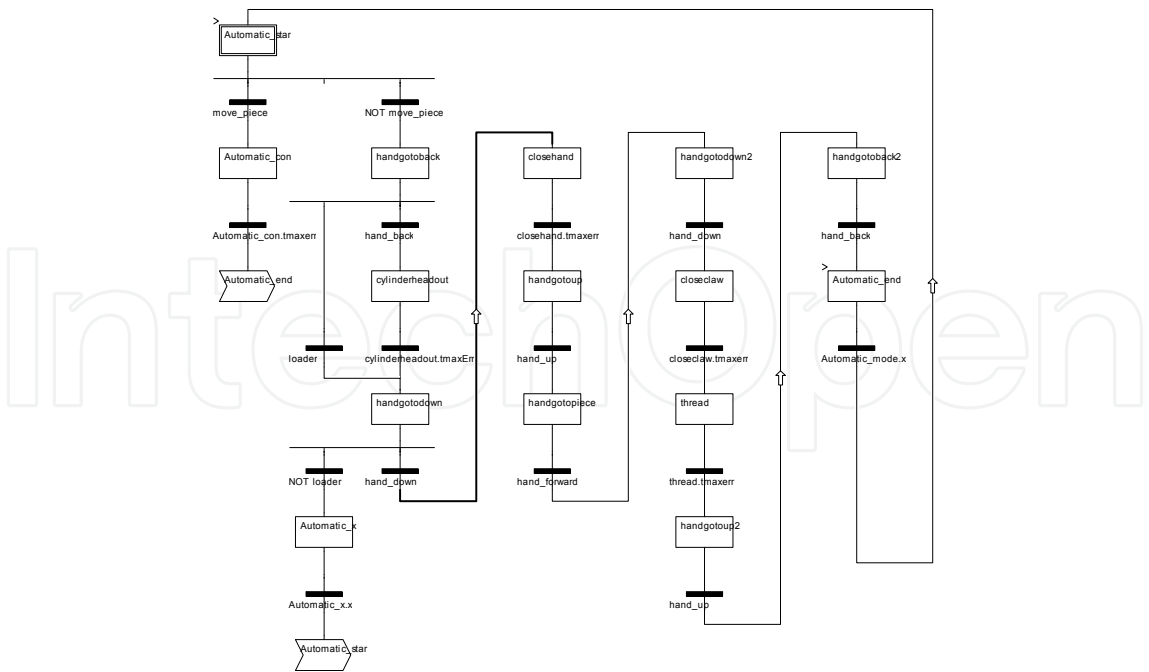 Automatic_star
move_piece
NOT move_piece
Automatic_con
handgotoback
closehand
handgotodown2
handgotoback2
Automatic_con.tmaxerr
hand_back
closehand.tmaxerr
hand_down
hand_back
Automatic_end
cylinderheadout
handgotoup
closeclaw
Automatic_end
loader
cylinderheadout.tmaxErr
hand_up
closeclaw.tmaxerr
Automatic_mode.x
handgotodown
handgotopiece
thread
NOT loader
hand_down
hand_forward
thread.tmaxerr
Automatic_x
handgotoup2
Automatic_x.x
hand_up
Automatic_star
IntechOpen